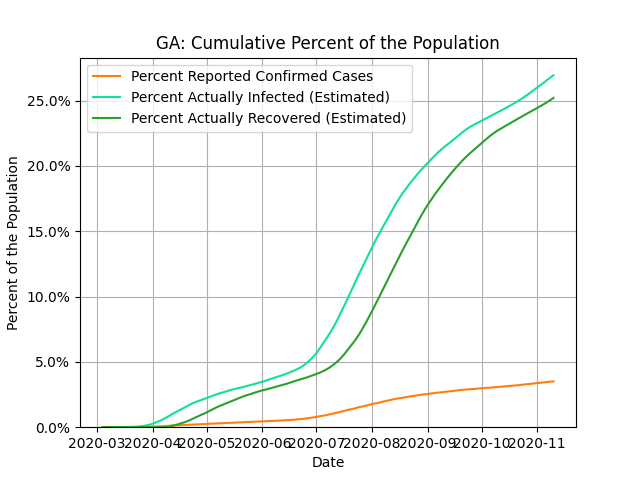 GA: Cumulative Percent of the Population
Percent Reported Confirmed Cases
Percent Actually Infected (Estimated)
Percent Actually Recovered (Estimated)
Percent of the Population
25.0%
20.0%
15.0%
10.0%
5.0%
0.0%
2020-03 2020-04 2020-05 2020-06 2020-07 2020-08 2020-09 2020-10 2020-11
Date